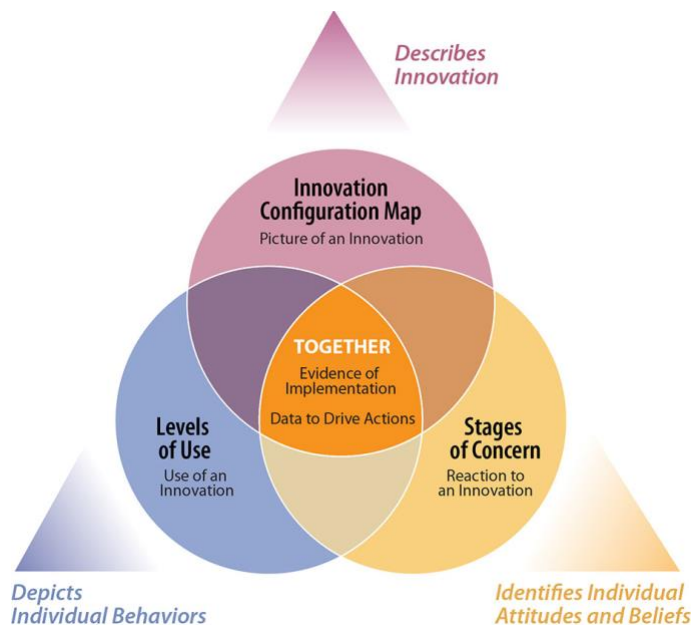 Describes
Innovation
Innovation
Configuration Map
Picture of an Innovation
TOGETHER
Evidence of
Implementation
Data to Drive Actions
Levels
of Use
Use of an
Innovation
Stages
of Concern
Reaction to
an Innovation
Depicts
Individual Behaviors
Identifies Individual
Attitudes and Beliefs